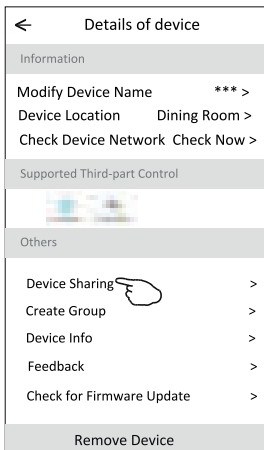 Details of device
Information
Modify Device Name *** >
Device Location Dining Room >
Check Device Network Check Now >
Supported Third-part Control
Others
Device Sharing >
Create Group >
Device Info >
Feedback >
Check for Firmware Update >
Remove Device